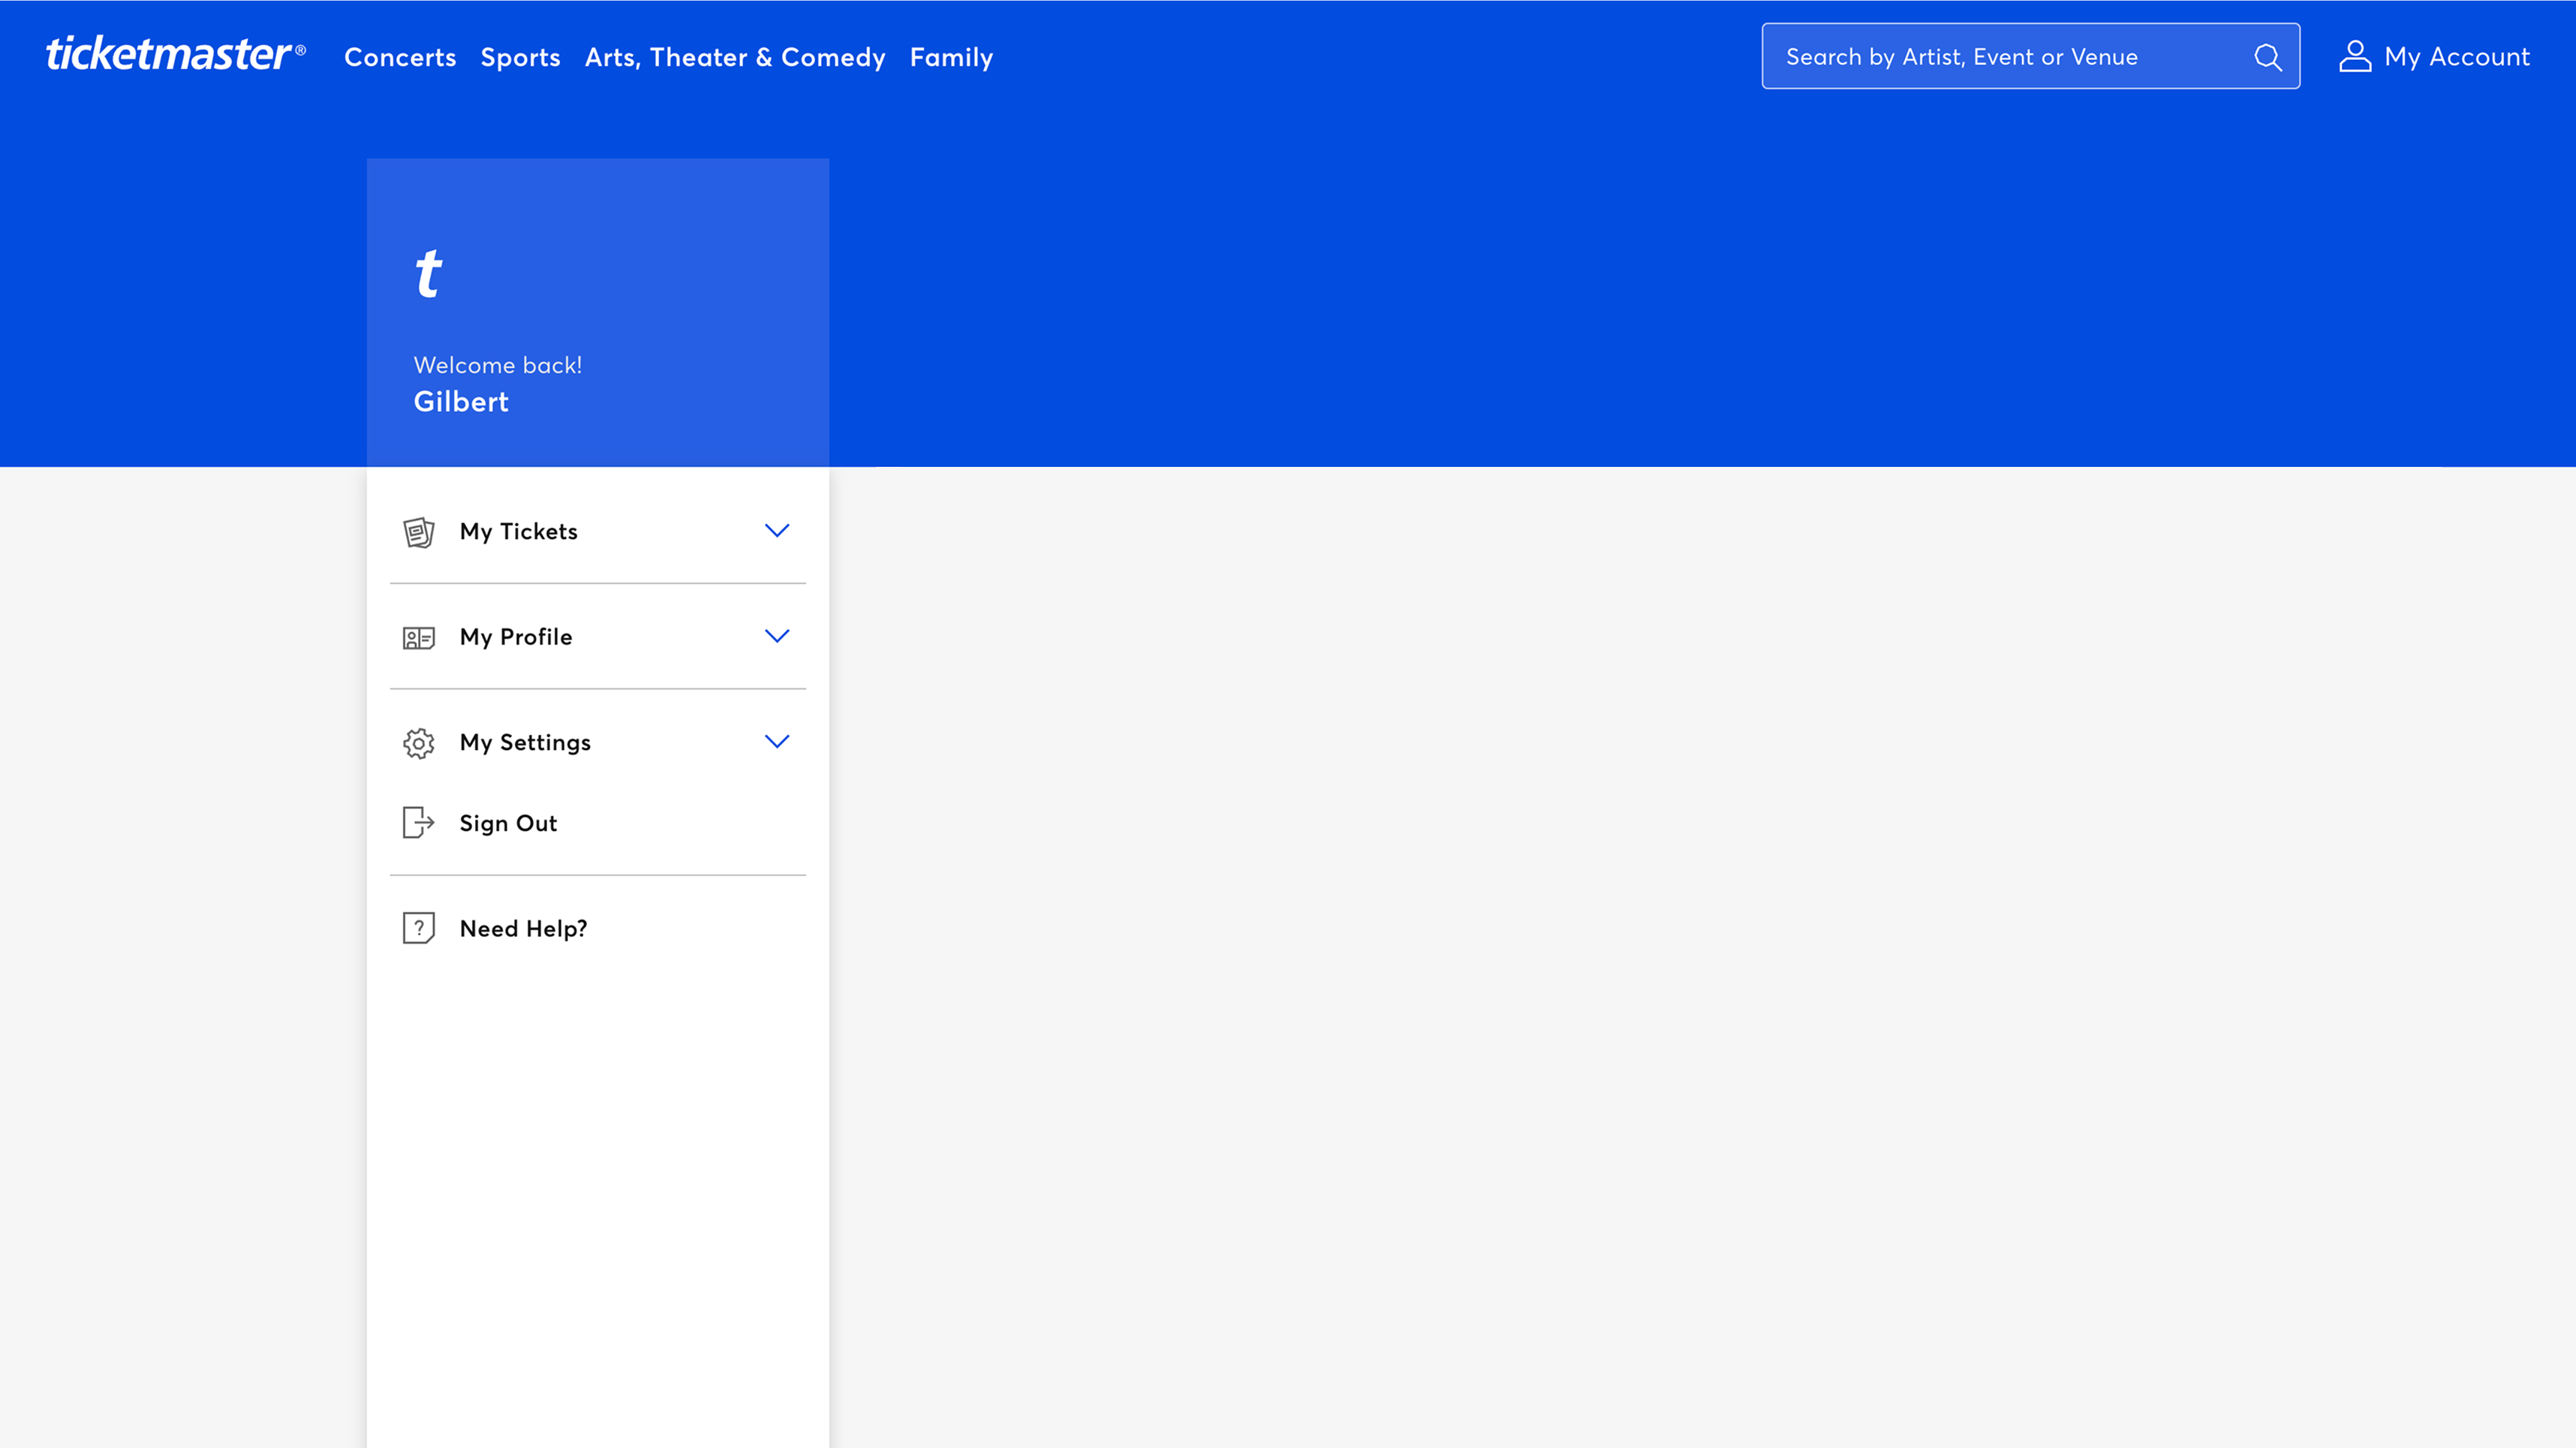 ticketmaster® Concerts Sports Arts, Theater & Comedy Family Search by Artist, Event or Venue My Account
t
Welcome back!
Gilbert
My Tickets
My Profile
My Settings
Sign Out
? Need Help?